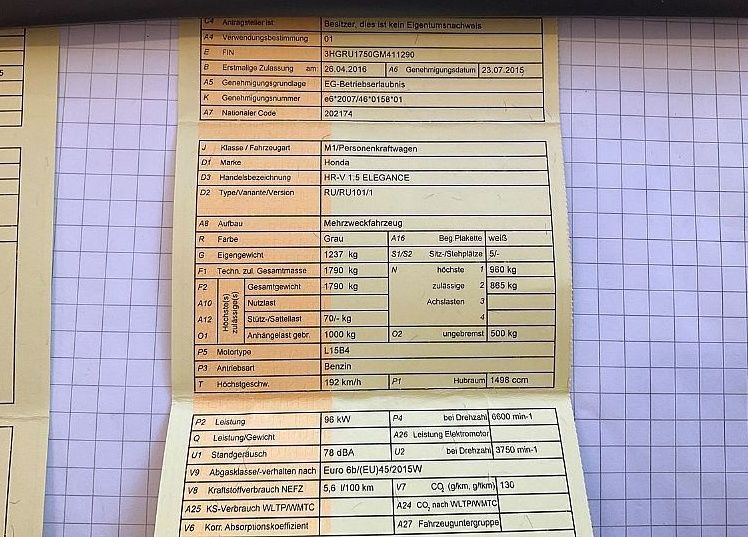 C4 Antragsteller ist: Besitzer, dies ist kein Eigentumsnachweis
A4 Verwendungsbestimmung 01
E FIN 3HGRU1750GM411290
B Erstmalige Zulassung am: 26.04.2016 A6 Genehmigungsdatum 23.07.2015
A5 Genehmigungsgrundlage EG-Betriebserlaubnis
K Genehmigungsnummer e6*2007/46*0158*01
A7 Nationaler Code 202174
J Klasse / Fahrzeugart M1/Personenkraftwagen
D1 Marke Honda
D3 Handelsbezeichnung HR-V 1.5 ELEGANCE
D2 Type/Variante/Version RU/RU101/1
A8 Aufbau Mehrzweckfahrzeug
R Farbe Grau A16 Beg.Plakette weiß
G Eigengewicht 1237 kg S1/S2 Sitz-/Stehplätze 5/-
F1 Techn. zul. Gesamtmasse 1790 kg N höchste 1 960 kg
F2 Höchste(s) zulässige(s) Gesamtgewicht 1790 kg zulässige 2 865 kg
A10 Nutzlast Achslasten 3
A12 Stütz-/Sattellast 70/- kg 4
O1 Anhängelast gebr. 1000 kg O2 ungebremst 500 kg
P5 Motortype L15B4
P3 Antriebsart Benzin
T Höchstgeschw. 192 km/h P1 Hubraum 1498 ccm
P2 Leistung 96 kW P4 bei Drehzahl 6600 min-1
Q Leistung/Gewicht A26 Leistung Elektromotor
U1 Standgeräusch 78 dBA U2 bei Drehzahl 3750 min-1
V9 Abgasklasse/-verhalten nach Euro 6b/(EU)45/2015W
V8 Kraftstoffverbrauch NEFZ 5,6 l/100 km V7 CO₂ (g/km, g/kWh) 130
A25 KS-Verbrauch WLTP/WMTC A24 CO₂ nach WLTP/WMTC
V6 Korr. Absorptionskoeffizient A27 Fahrzeuguntergruppe